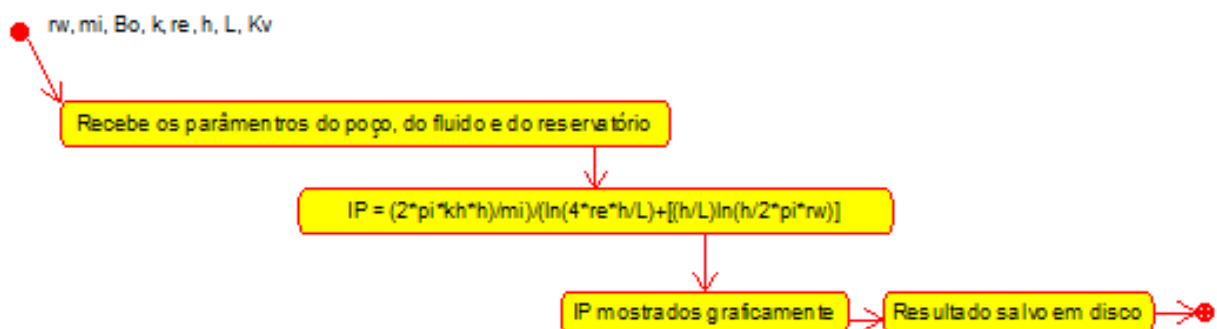 rw, mi, Bo, k, re, h, L, Kv
Recebe os parâmentros do poço, do fluido e do reservatório
IP = (2*pi*kh*h)/mi)/(ln(4*re*h/L)+[(h/L)ln(h/2*pi*rw)]
IP mostrados graficamente
Resultado salvo em disco